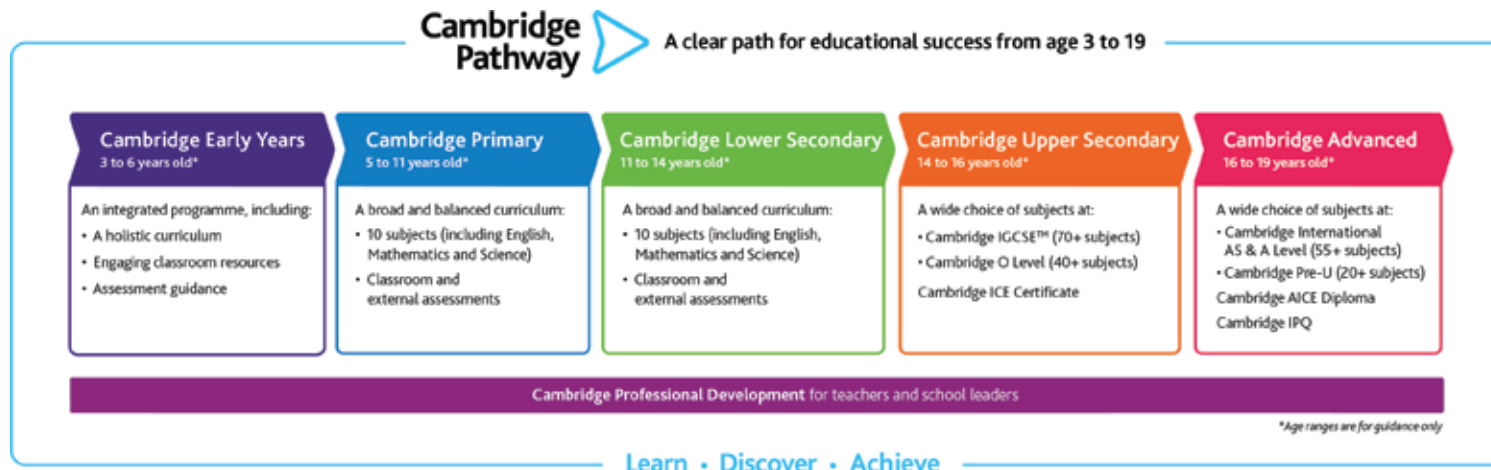 Cambridge
Pathway
A clear path for educational success from age 3 to 19
Cambridge Early Years
3 to 6 years old*
An integrated programme, including:
• A holistic curriculum
• Engaging classroom resources
• Assessment guidance
Cambridge Primary
5 to 11 years old*
A broad and balanced curriculum:
• 10 subjects (including English,
Mathematics and Science)
• Classroom and
external assessments
Cambridge Lower Secondary
11 to 14 years old*
A broad and balanced curriculum:
• 10 subjects (including English,
Mathematics and Science)
• Classroom and
external assessments
Cambridge Upper Secondary
14 to 16 years old*
A wide choice of subjects at:
• Cambridge IGCSE™ (70+ subjects)
• Cambridge O Level (40+ subjects)
Cambridge ICE Certificate
Cambridge Advanced
16 to 19 years old*
A wide choice of subjects at:
• Cambridge International
AS & A Level (55+ subjects)
• Cambridge Pre-U (20+ subjects)
Cambridge AICE Diploma
Cambridge IPQ
Cambridge Professional Development for teachers and school leaders
*Age ranges are for guidance only
Learn • Discover • Achieve